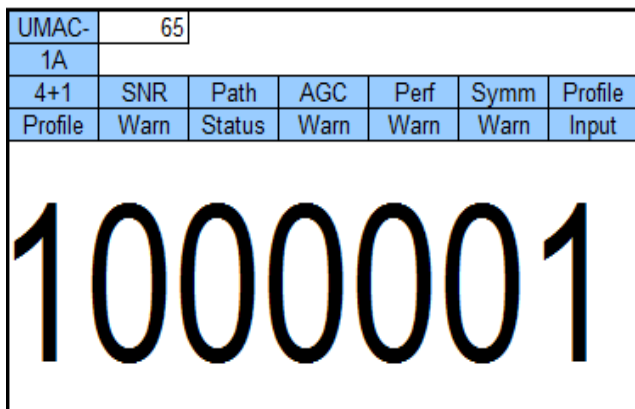 UMAC- 65
1A
4+1 SNR Path AGC Perf Symm Profile
Profile Warn Status Warn Warn Warn Input
1000001